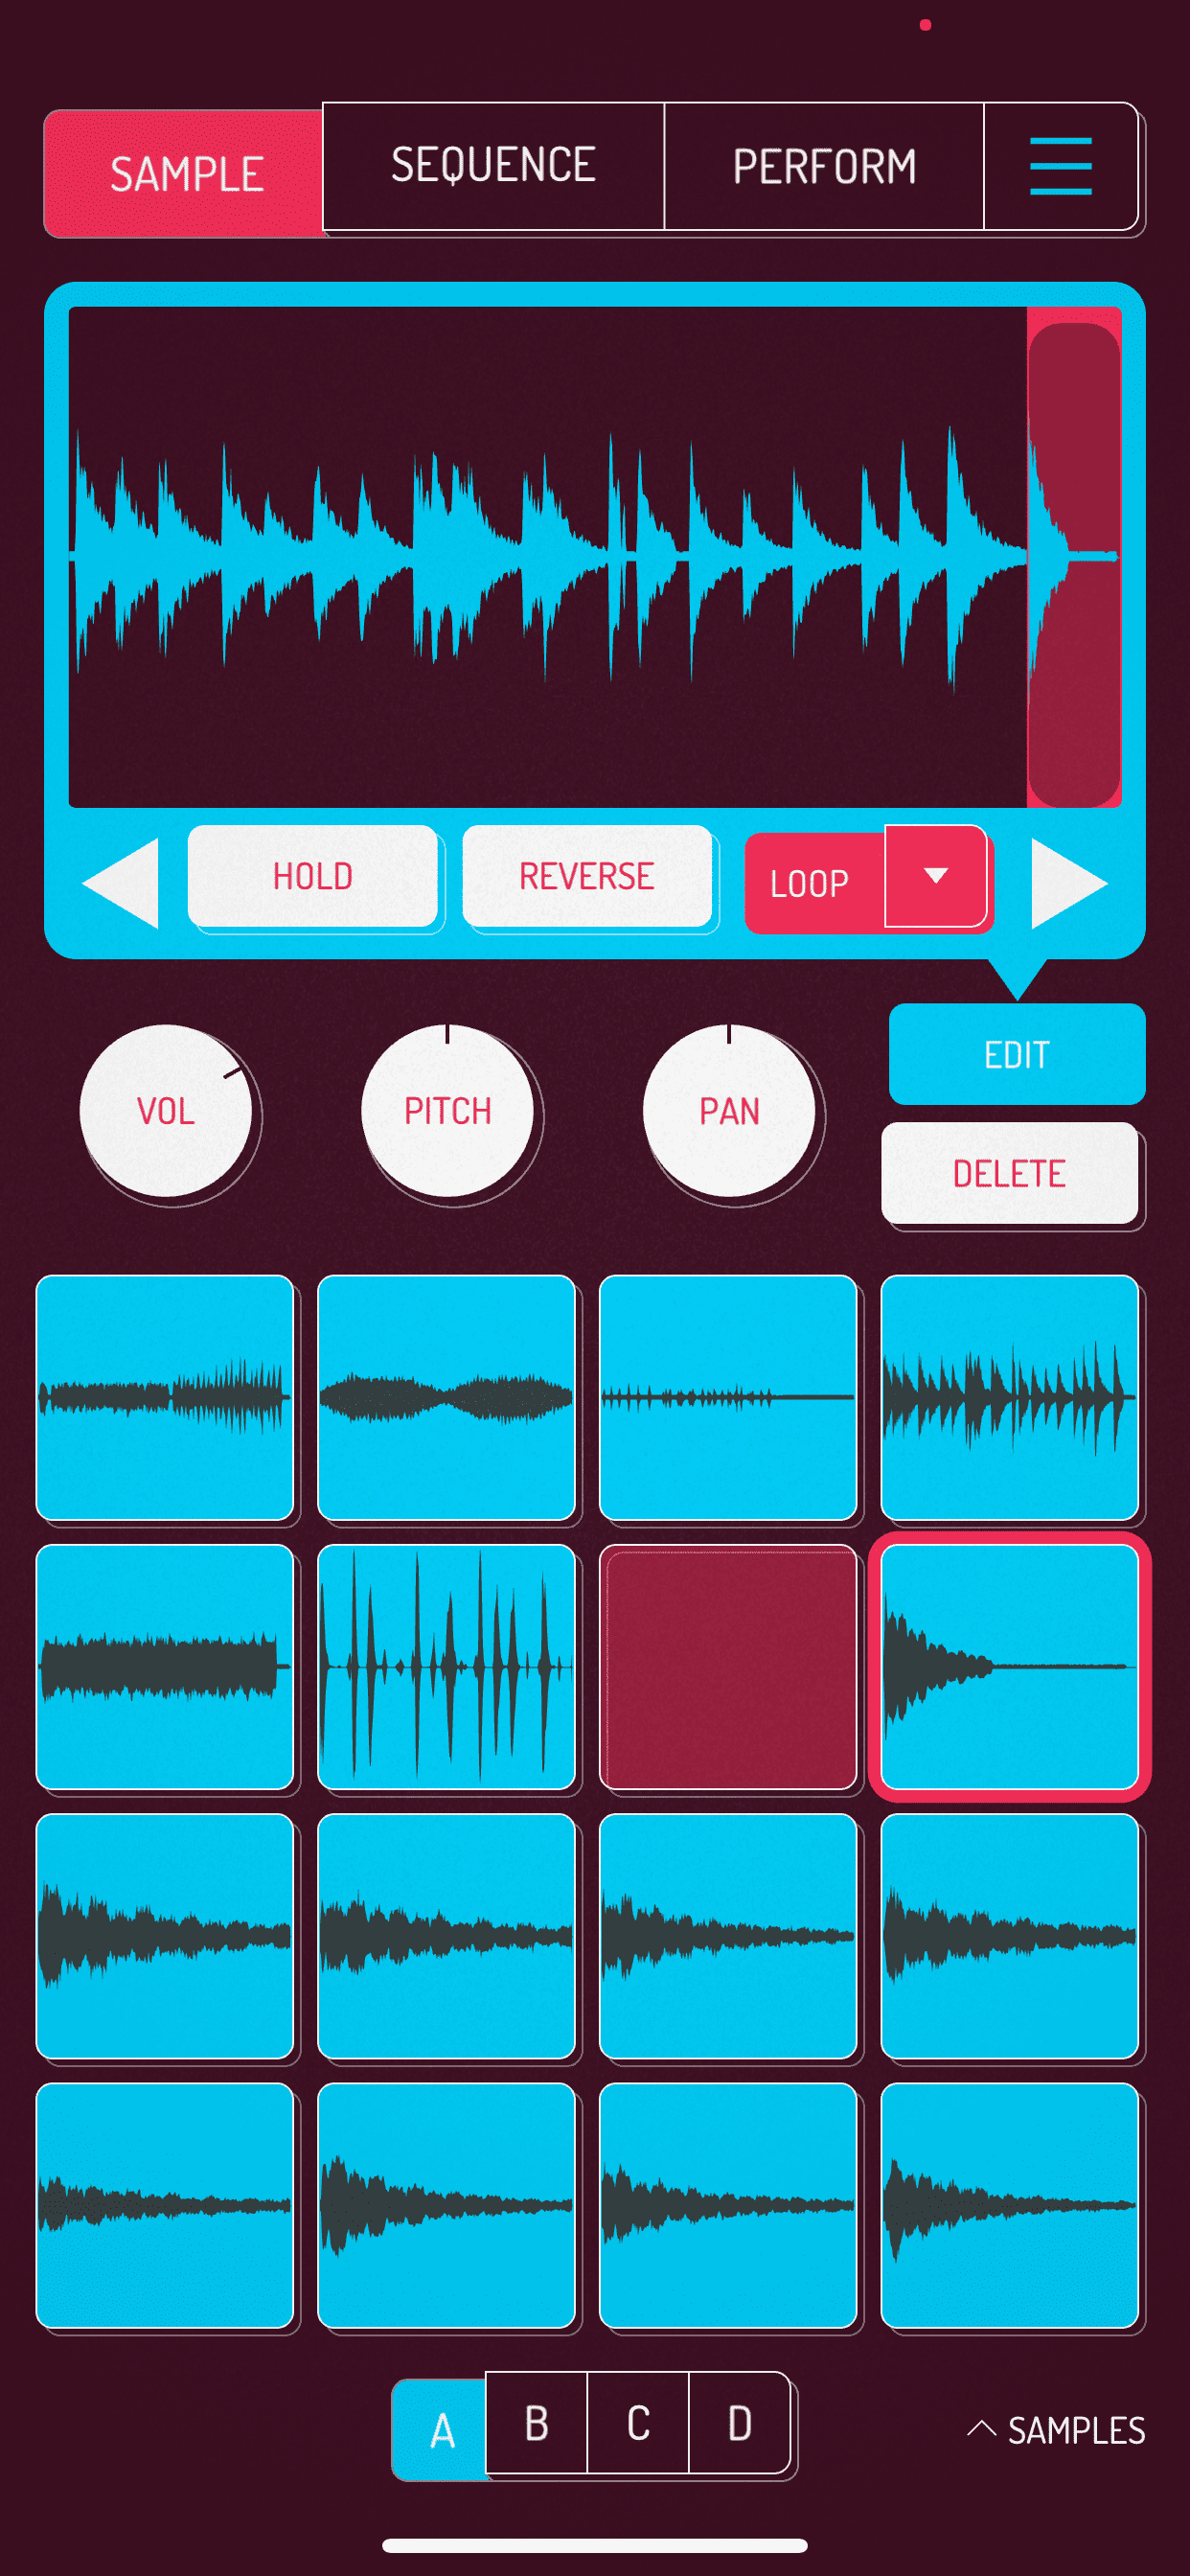 SAMPLE SEQUENCE PERFORM
HOLD REVERSE LOOP
EDIT
VOL PITCH PAN
DELETE
A B C D
SAMPLES